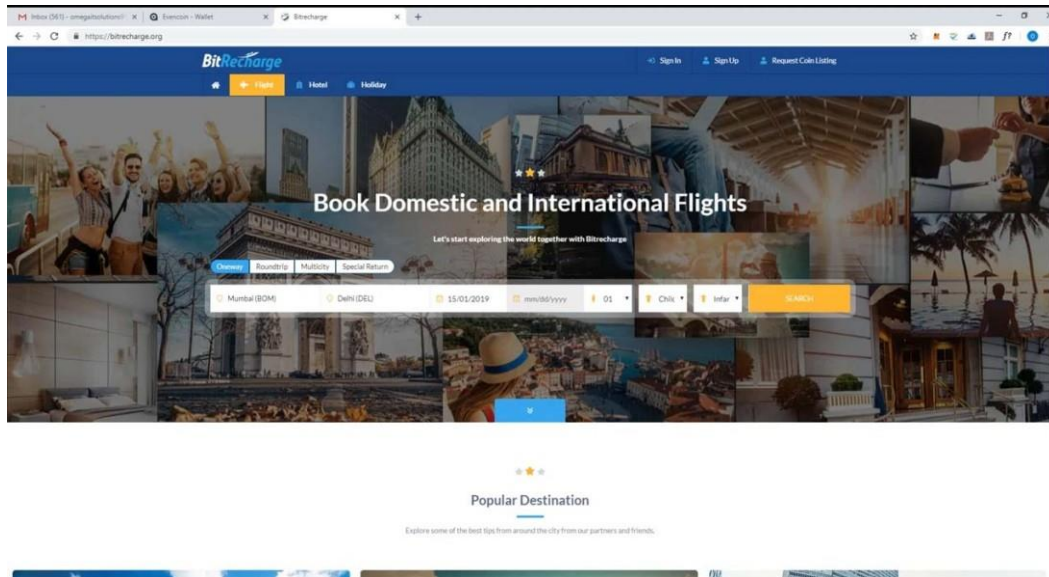 Inbox (561) - omegaitsolutions@
Evencoin - Wallet
Bitrecharge
https://bitrecharge.org
BitRecharge
Sign In
Sign Up
Request Coin Listing
Flight
Hotel
Holiday
Book Domestic and International Flights
Let's start exploring the world together with Bitrecharge
Oneway
Roundtrip
Multicity
Special Return
Mumbai (BOM)
Delhi (DEL)
15/01/2019
mm/dd/yyyy
01
Chil
Infar
SEARCH
Popular Destination
Explore some of the best tips from around the city from our partners and friends.